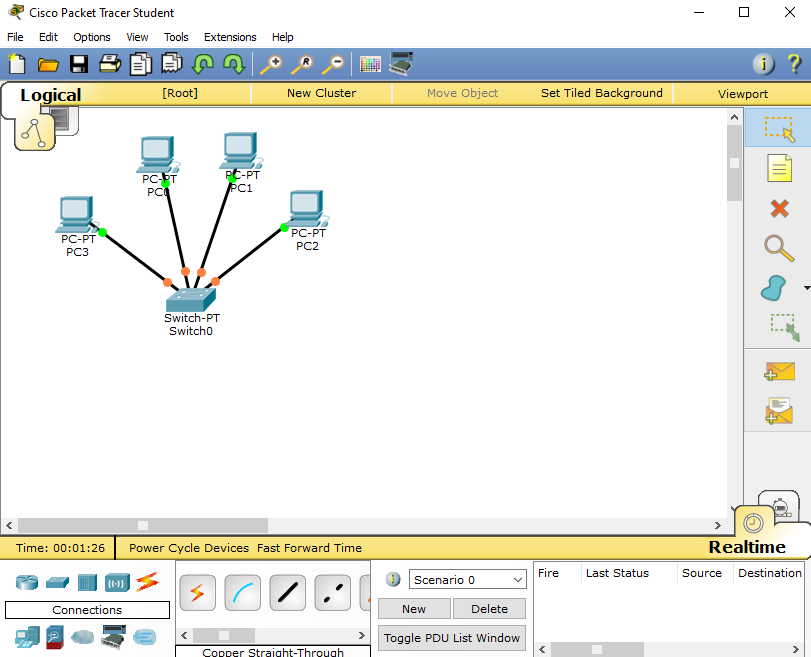 Cisco Packet Tracer Student
File Edit Options View Tools Extensions Help
Logical [Root] New Cluster Move Object Set Tiled Background Viewport
PC-PT
PC0
PC-PT
PC1
PC-PT
PC3
PC-PT
PC2
Switch-PT
Switch0
Time: 00:01:26 Power Cycle Devices Fast Forward Time Realtime
Connections
Copper Straight-Through
Scenario 0
New Delete
Toggle PDU List Window
Fire Last Status Source Destination